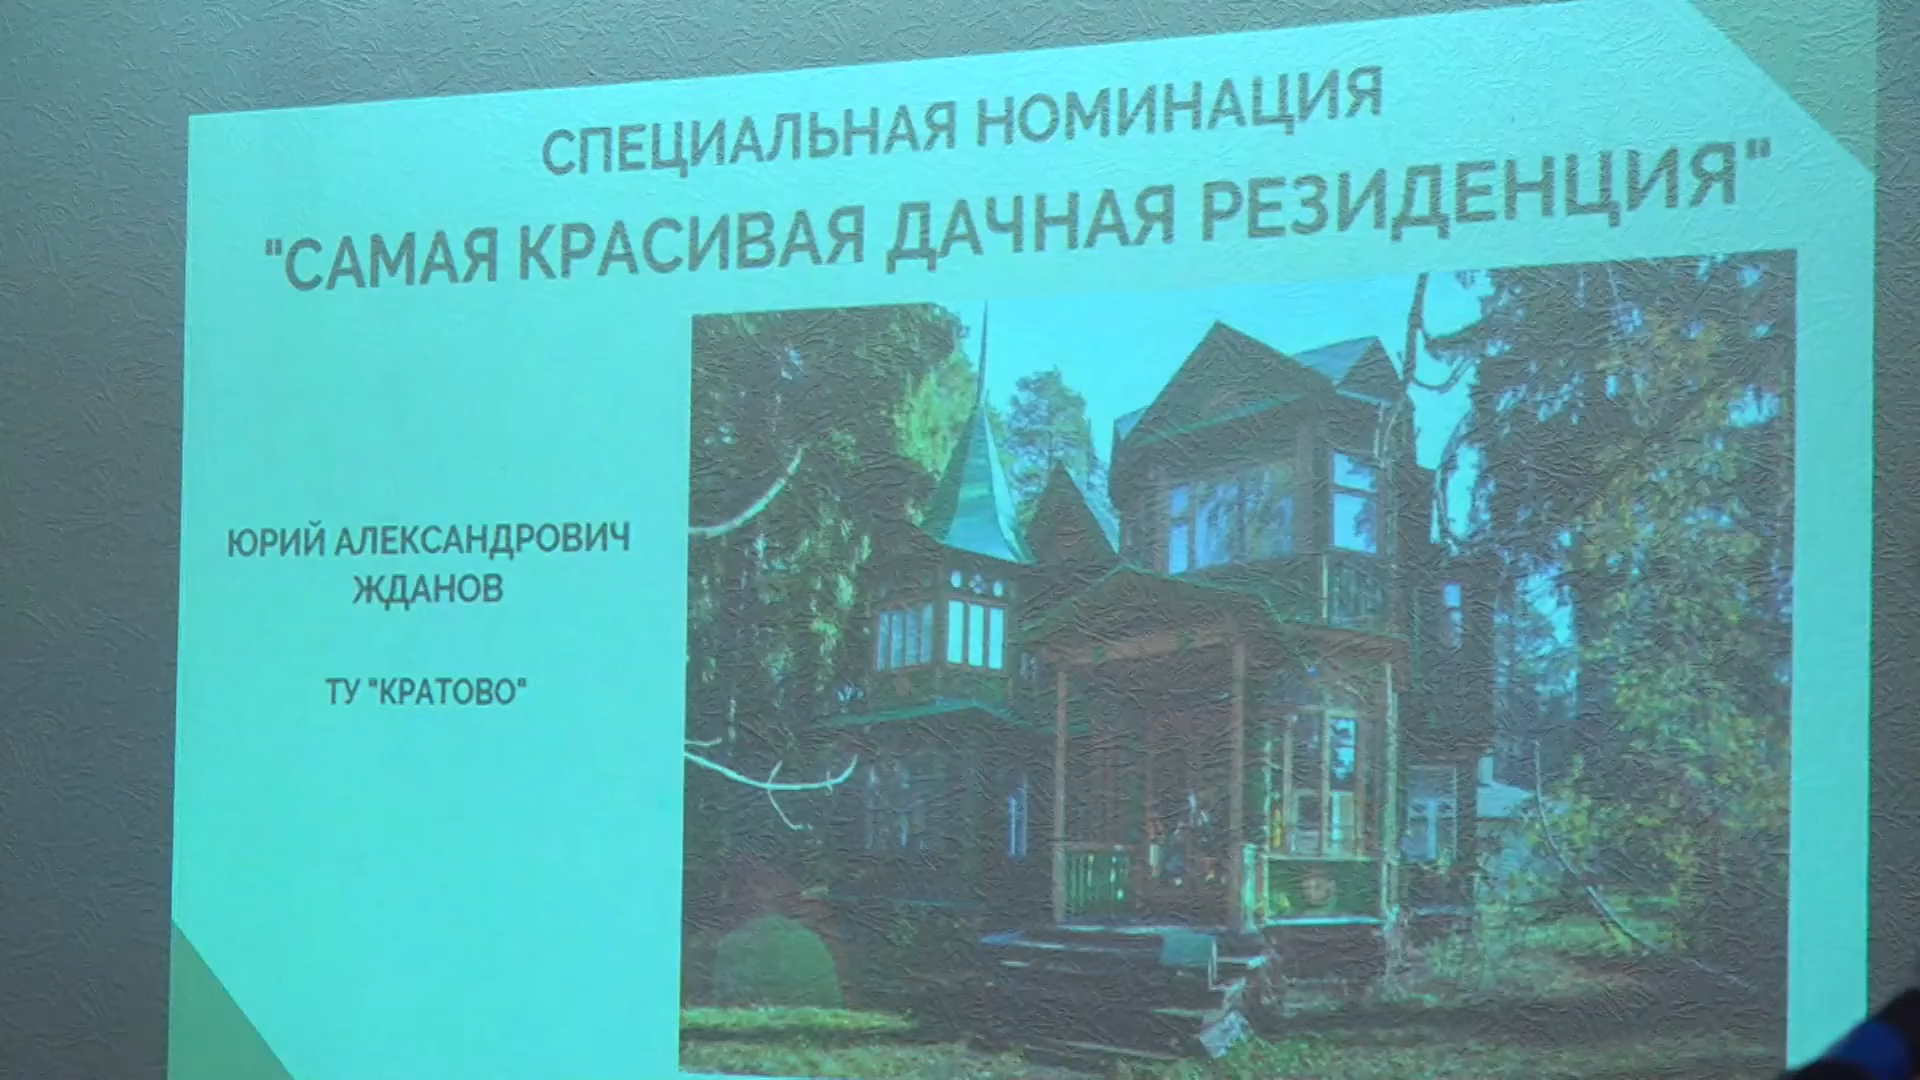 СПЕЦИАЛЬНАЯ НОМИНАЦИЯ
"САМАЯ КРАСИВАЯ ДАЧНАЯ РЕЗИДЕНЦИЯ"
ЮРИЙ АЛЕКСАНДРОВИЧ
ЖДАНОВ
ТУ "КРАТОВО"